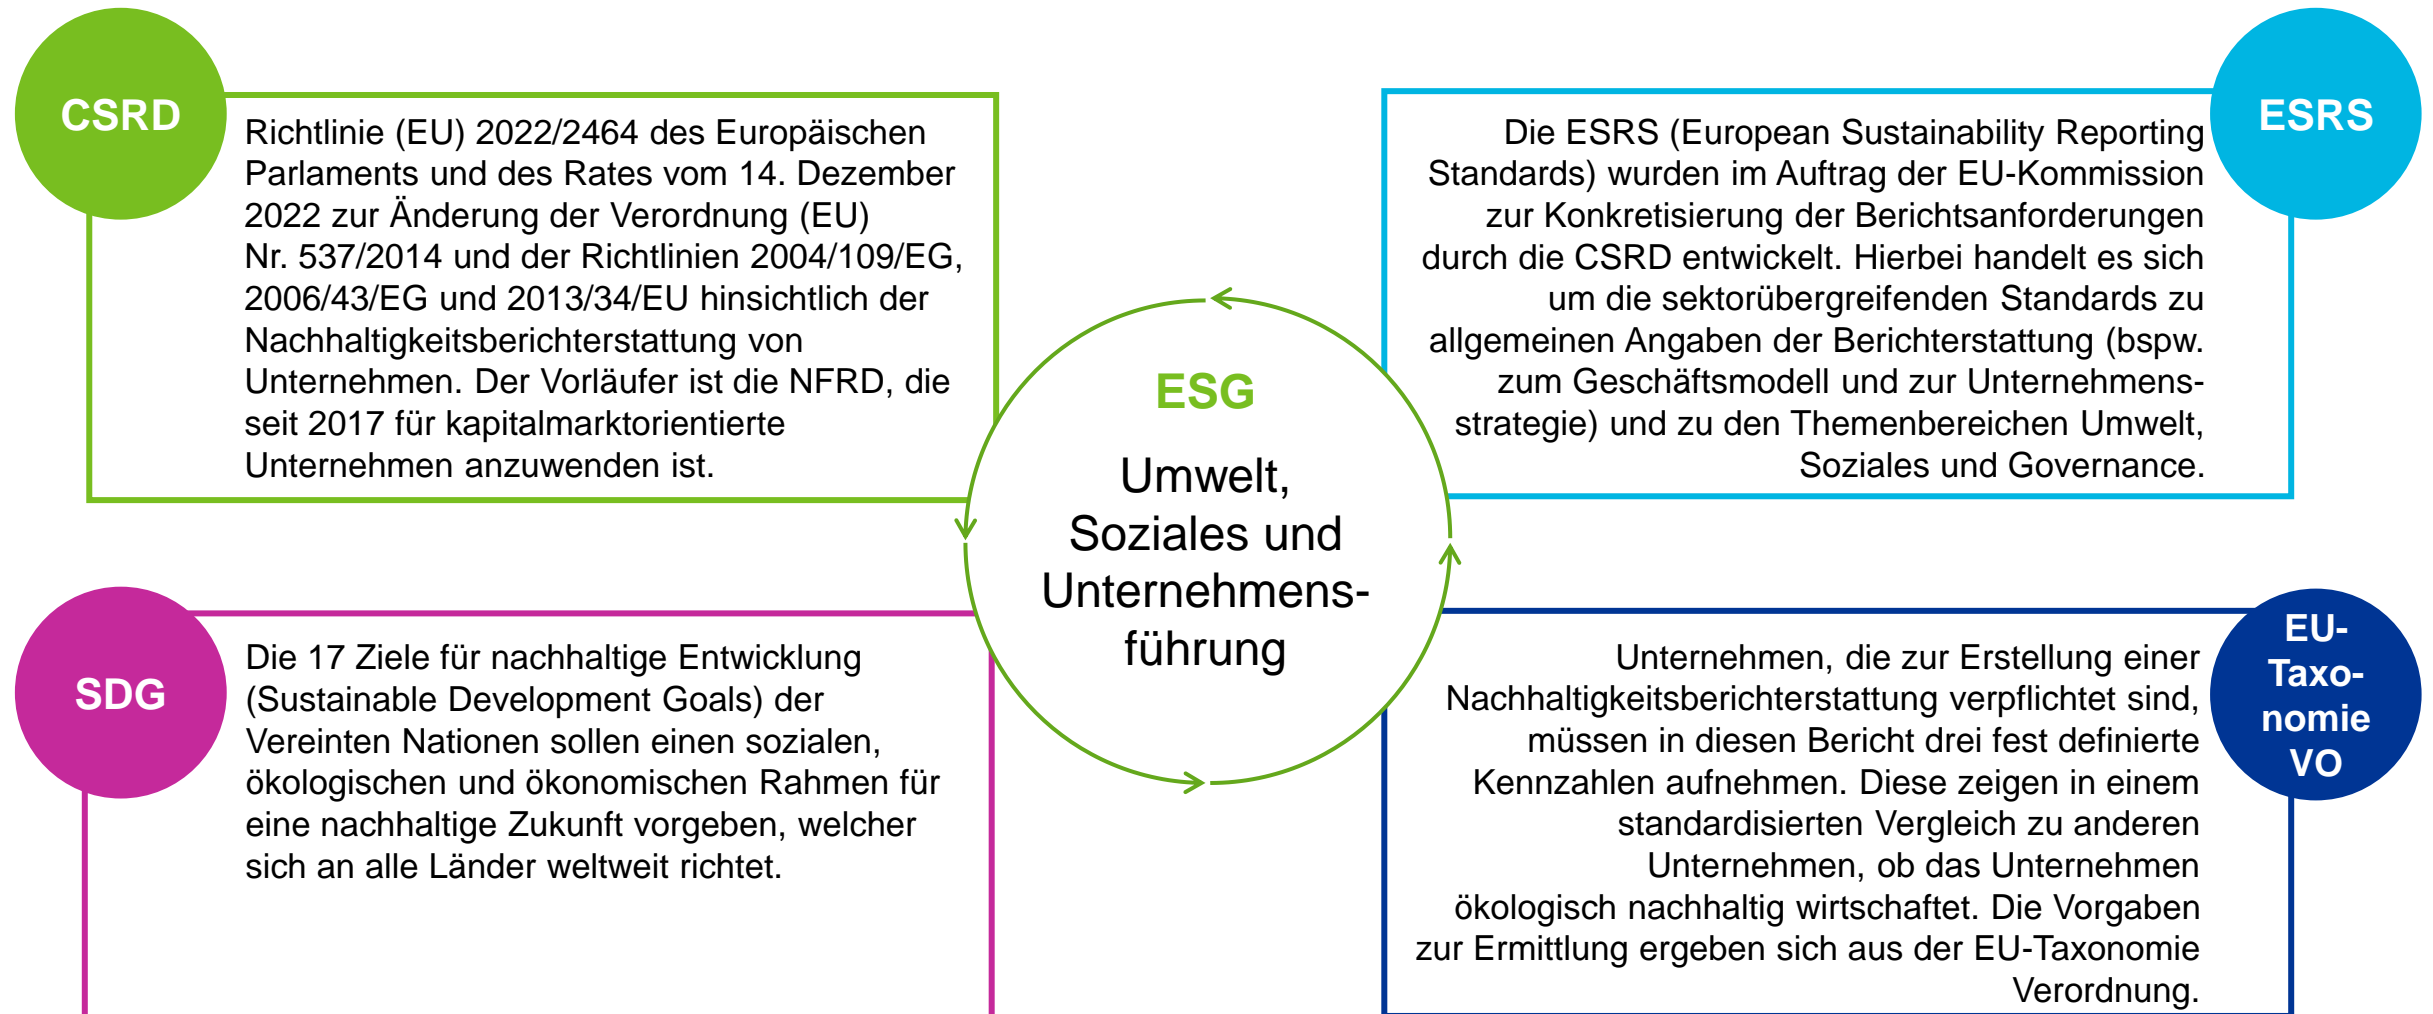 CSRD
Richtlinie (EU) 2022/2464 des Europäischen
Parlaments und des Rates vom 14. Dezember
2022 zur Änderung der Verordnung (EU)
Nr. 537/2014 und der Richtlinien 2004/109/EG,
2006/43/EG und 2013/34/EU hinsichtlich der
Nachhaltigkeitsberichterstattung von
Unternehmen. Der Vorläufer ist die NFRD, die
seit 2017 für kapitalmarktorientierte
Unternehmen anzuwenden ist.
ESRS
Die ESRS (European Sustainability Reporting
Standards) wurden im Auftrag der EU-Kommission
zur Konkretisierung der Berichtsanforderungen
durch die CSRD entwickelt. Hierbei handelt es sich
um die sektorübergreifenden Standards zu
allgemeinen Angaben der Berichterstattung (bspw.
zum Geschäftsmodell und zur Unternehmens-
strategie) und zu den Themenbereichen Umwelt,
Soziales und Governance.
ESG
Umwelt,
Soziales und
Unternehmens-
führung
SDG
Die 17 Ziele für nachhaltige Entwicklung
(Sustainable Development Goals) der
Vereinten Nationen sollen einen sozialen,
ökologischen und ökonomischen Rahmen für
eine nachhaltige Zukunft vorgeben, welcher
sich an alle Länder weltweit richtet.
EU-
Taxo-
nomie
VO
Unternehmen, die zur Erstellung einer
Nachhaltigkeitsberichterstattung verpflichtet sind,
müssen in diesen Bericht drei fest definierte
Kennzahlen aufnehmen. Diese zeigen in einem
standardisierten Vergleich zu anderen
Unternehmen, ob das Unternehmen
ökologisch nachhaltig wirtschaftet. Die Vorgaben
zur Ermittlung ergeben sich aus der EU-Taxonomie
Verordnung.